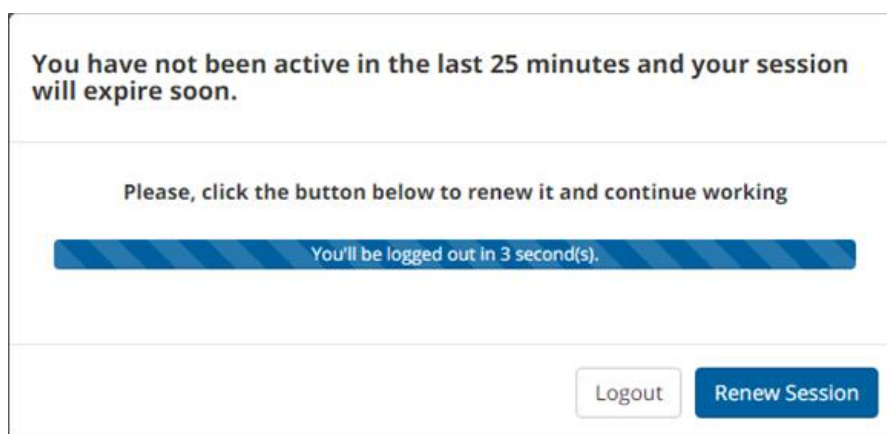 You have not been active in the last 25 minutes and your session
will expire soon.
Please, click the button below to renew it and continue working
You'll be logged out in 3 second(s).
Logout
Renew Session